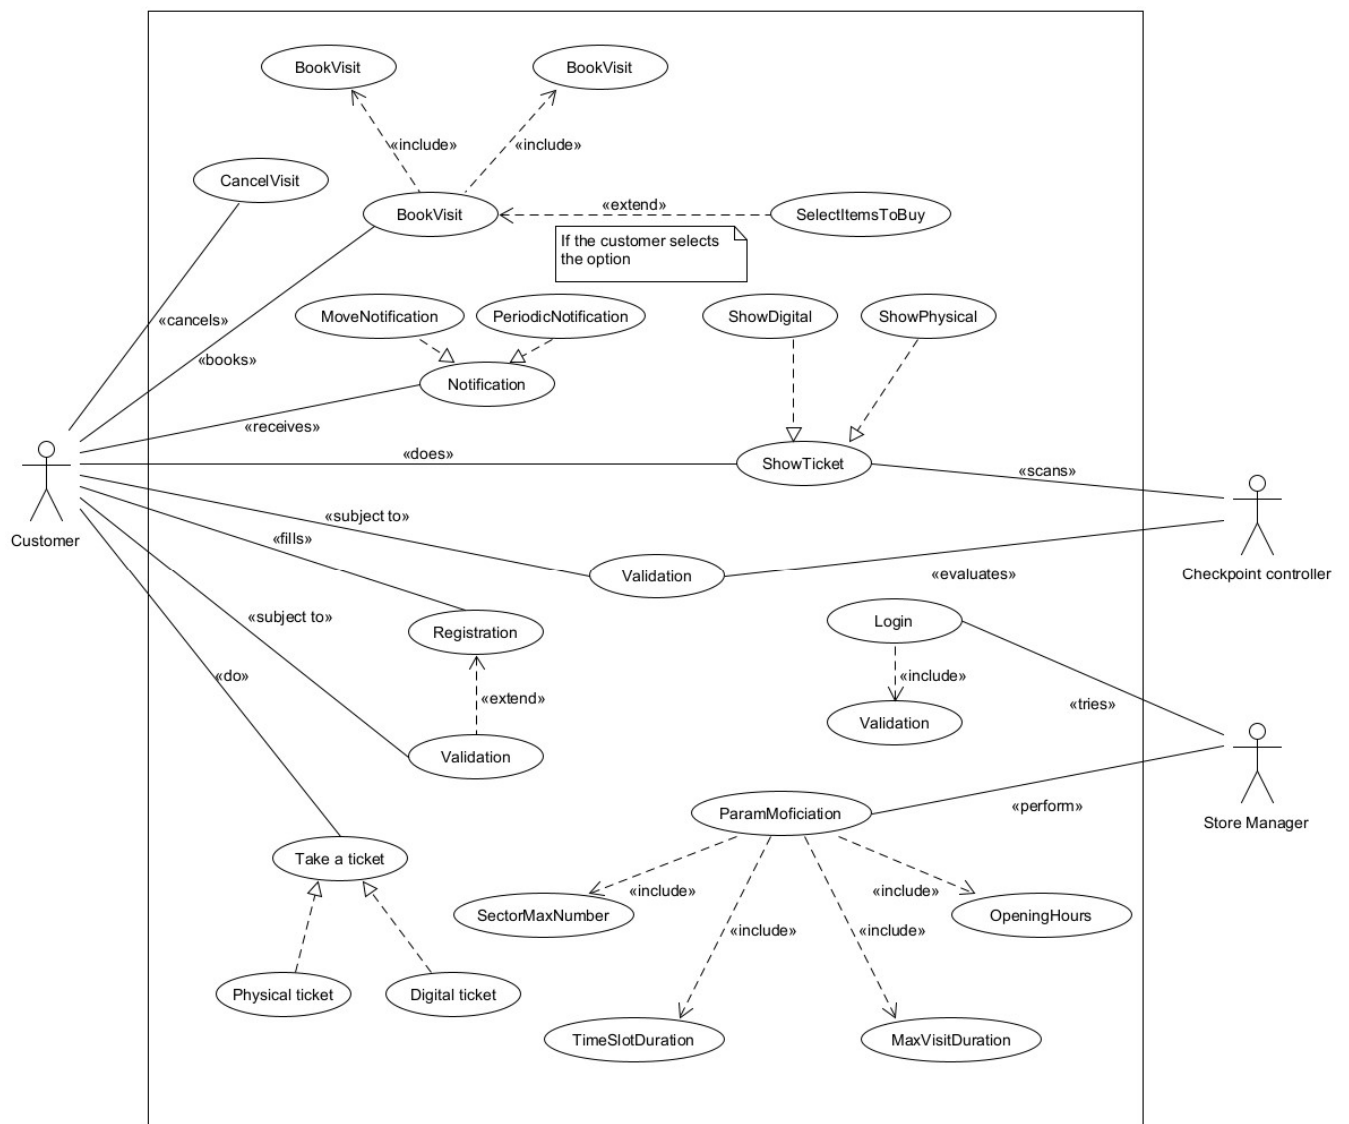 BookVisit
BookVisit
«include»
«include»
CancelVisit
BookVisit
«extend»
SelectItemsToBuy
If the customer selects
the option
«cancels»
«books»
MoveNotification
PeriodicNotification
ShowDigital
ShowPhysical
Notification
«receives»
«does»
ShowTicket
«scans»
Customer
«subject to»
«fills»
Validation
«evaluates»
Checkpoint controller
«subject to»
Registration
Login
«do»
«extend»
«include»
«tries»
Validation
Validation
ParamMoficiation
«perform»
Store Manager
Take a ticket
«include»
«include»
SectorMaxNumber
OpeningHours
«include»
«include»
Physical ticket
Digital ticket
TimeSlotDuration
MaxVisitDuration